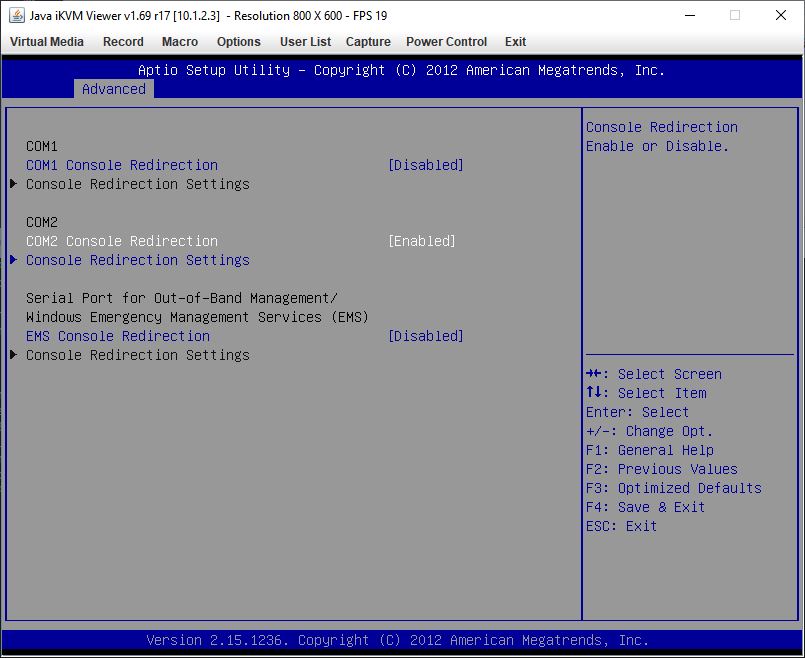 Java iKVM Viewer v1.69 r17 [10.1.2.3] - Resolution 800 X 600 - FPS 19
Virtual Media Record Macro Options User List Capture Power Control Exit
Aptio Setup Utility – Copyright (C) 2012 American Megatrends, Inc.
Advanced
COM1
COM1 Console Redirection [Disabled]
Console Redirection Settings
COM2
COM2 Console Redirection [Enabled]
Console Redirection Settings
Serial Port for Out-of-Band Management/
Windows Emergency Management Services (EMS)
EMS Console Redirection [Disabled]
Console Redirection Settings
Console Redirection
Enable or Disable.
→←: Select Screen
↑↓: Select Item
Enter: Select
+/-: Change Opt.
F1: General Help
F2: Previous Values
F3: Optimized Defaults
F4: Save & Exit
ESC: Exit
Version 2.15.1236. Copyright (C) 2012 American Megatrends, Inc.